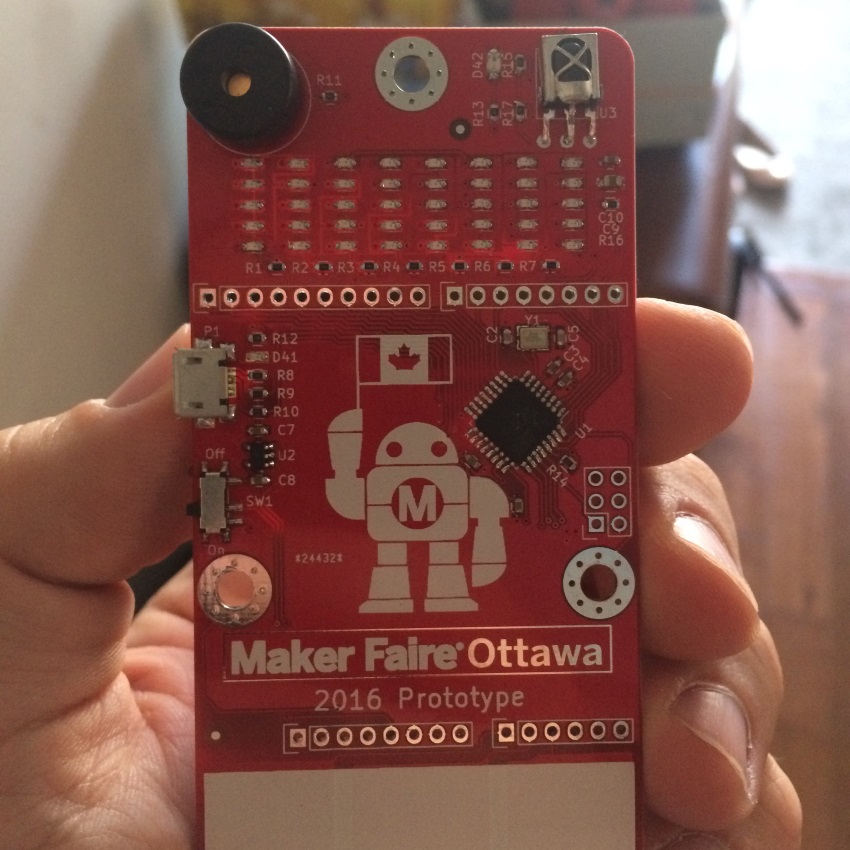 R11
D42
R15
R13
R17
U3
C10
C9
R16
R1 R2 R3 R4 R5 R6 R7
P1
R12
D41
R8
R9
R10
C7
U2
C8
Off
SW1
On
Y1
C2
C5
C3
U1
R14
M
*24432*
Maker Faire Ottawa
2016 Prototype